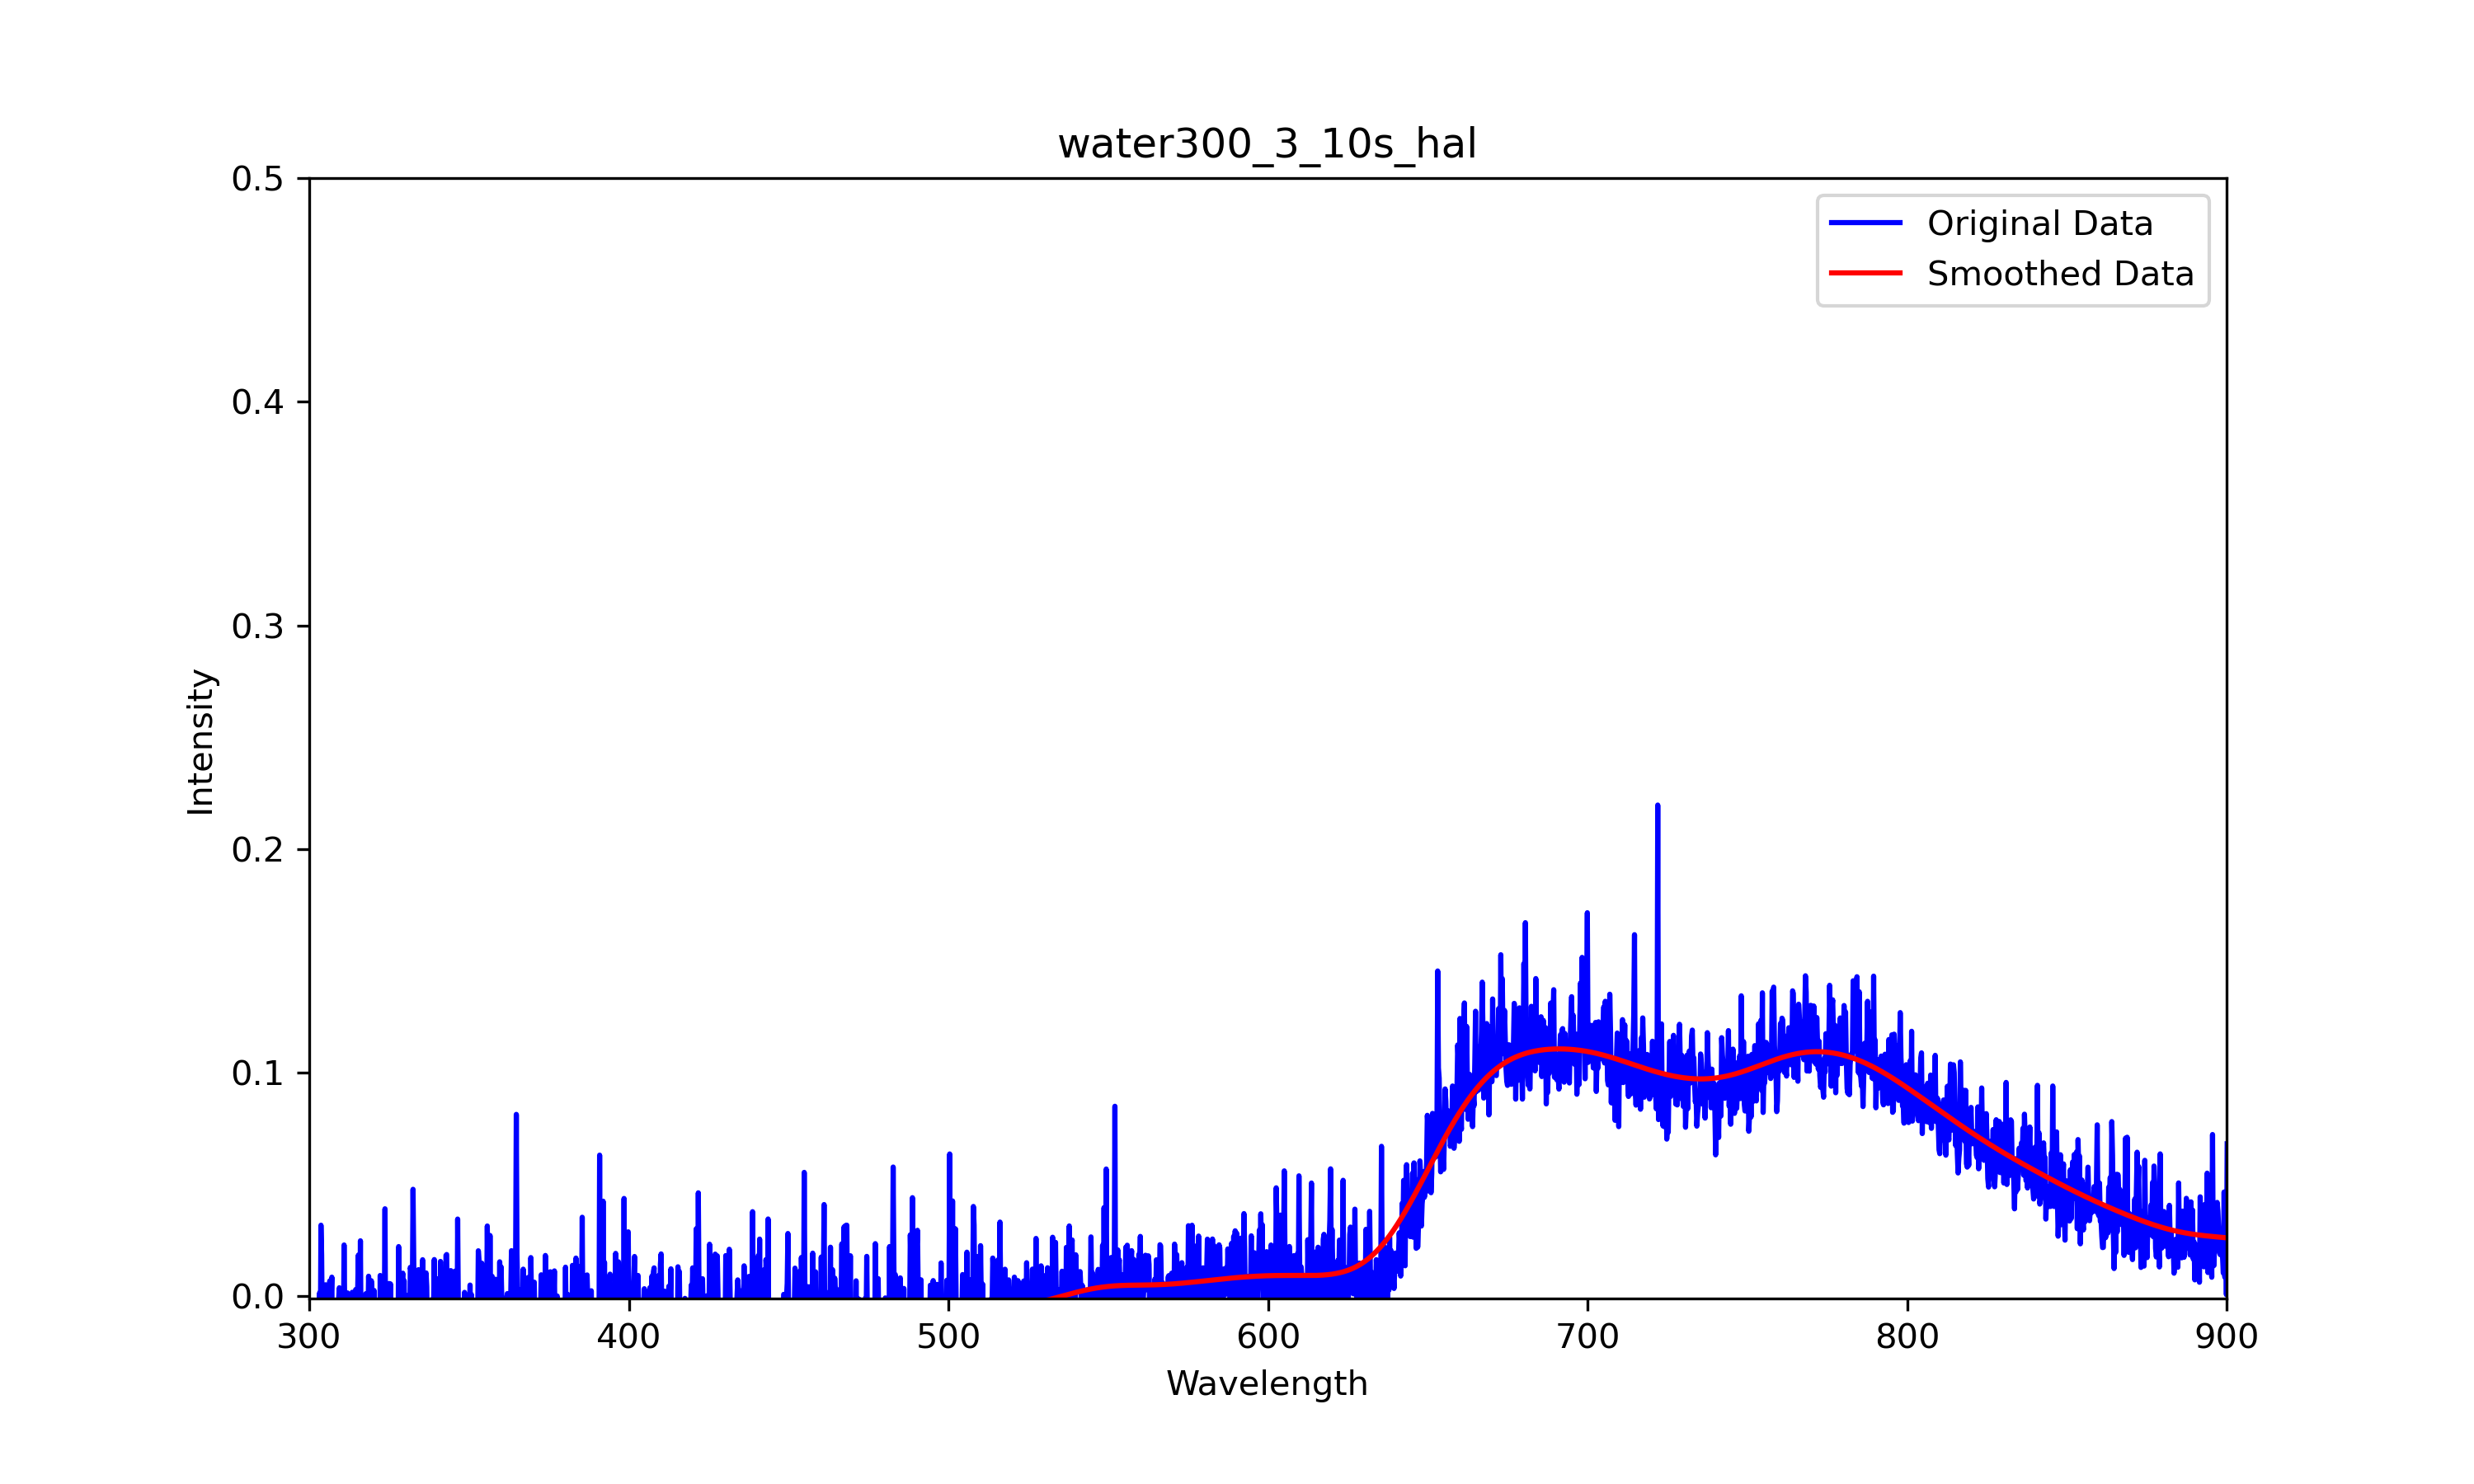 water300_3_10s_hal
Original Data
Smoothed Data
0.5
0.4
0.3
0.2
0.1
0.0
Intensity
300 400 500 600 700 800 900
Wavelength